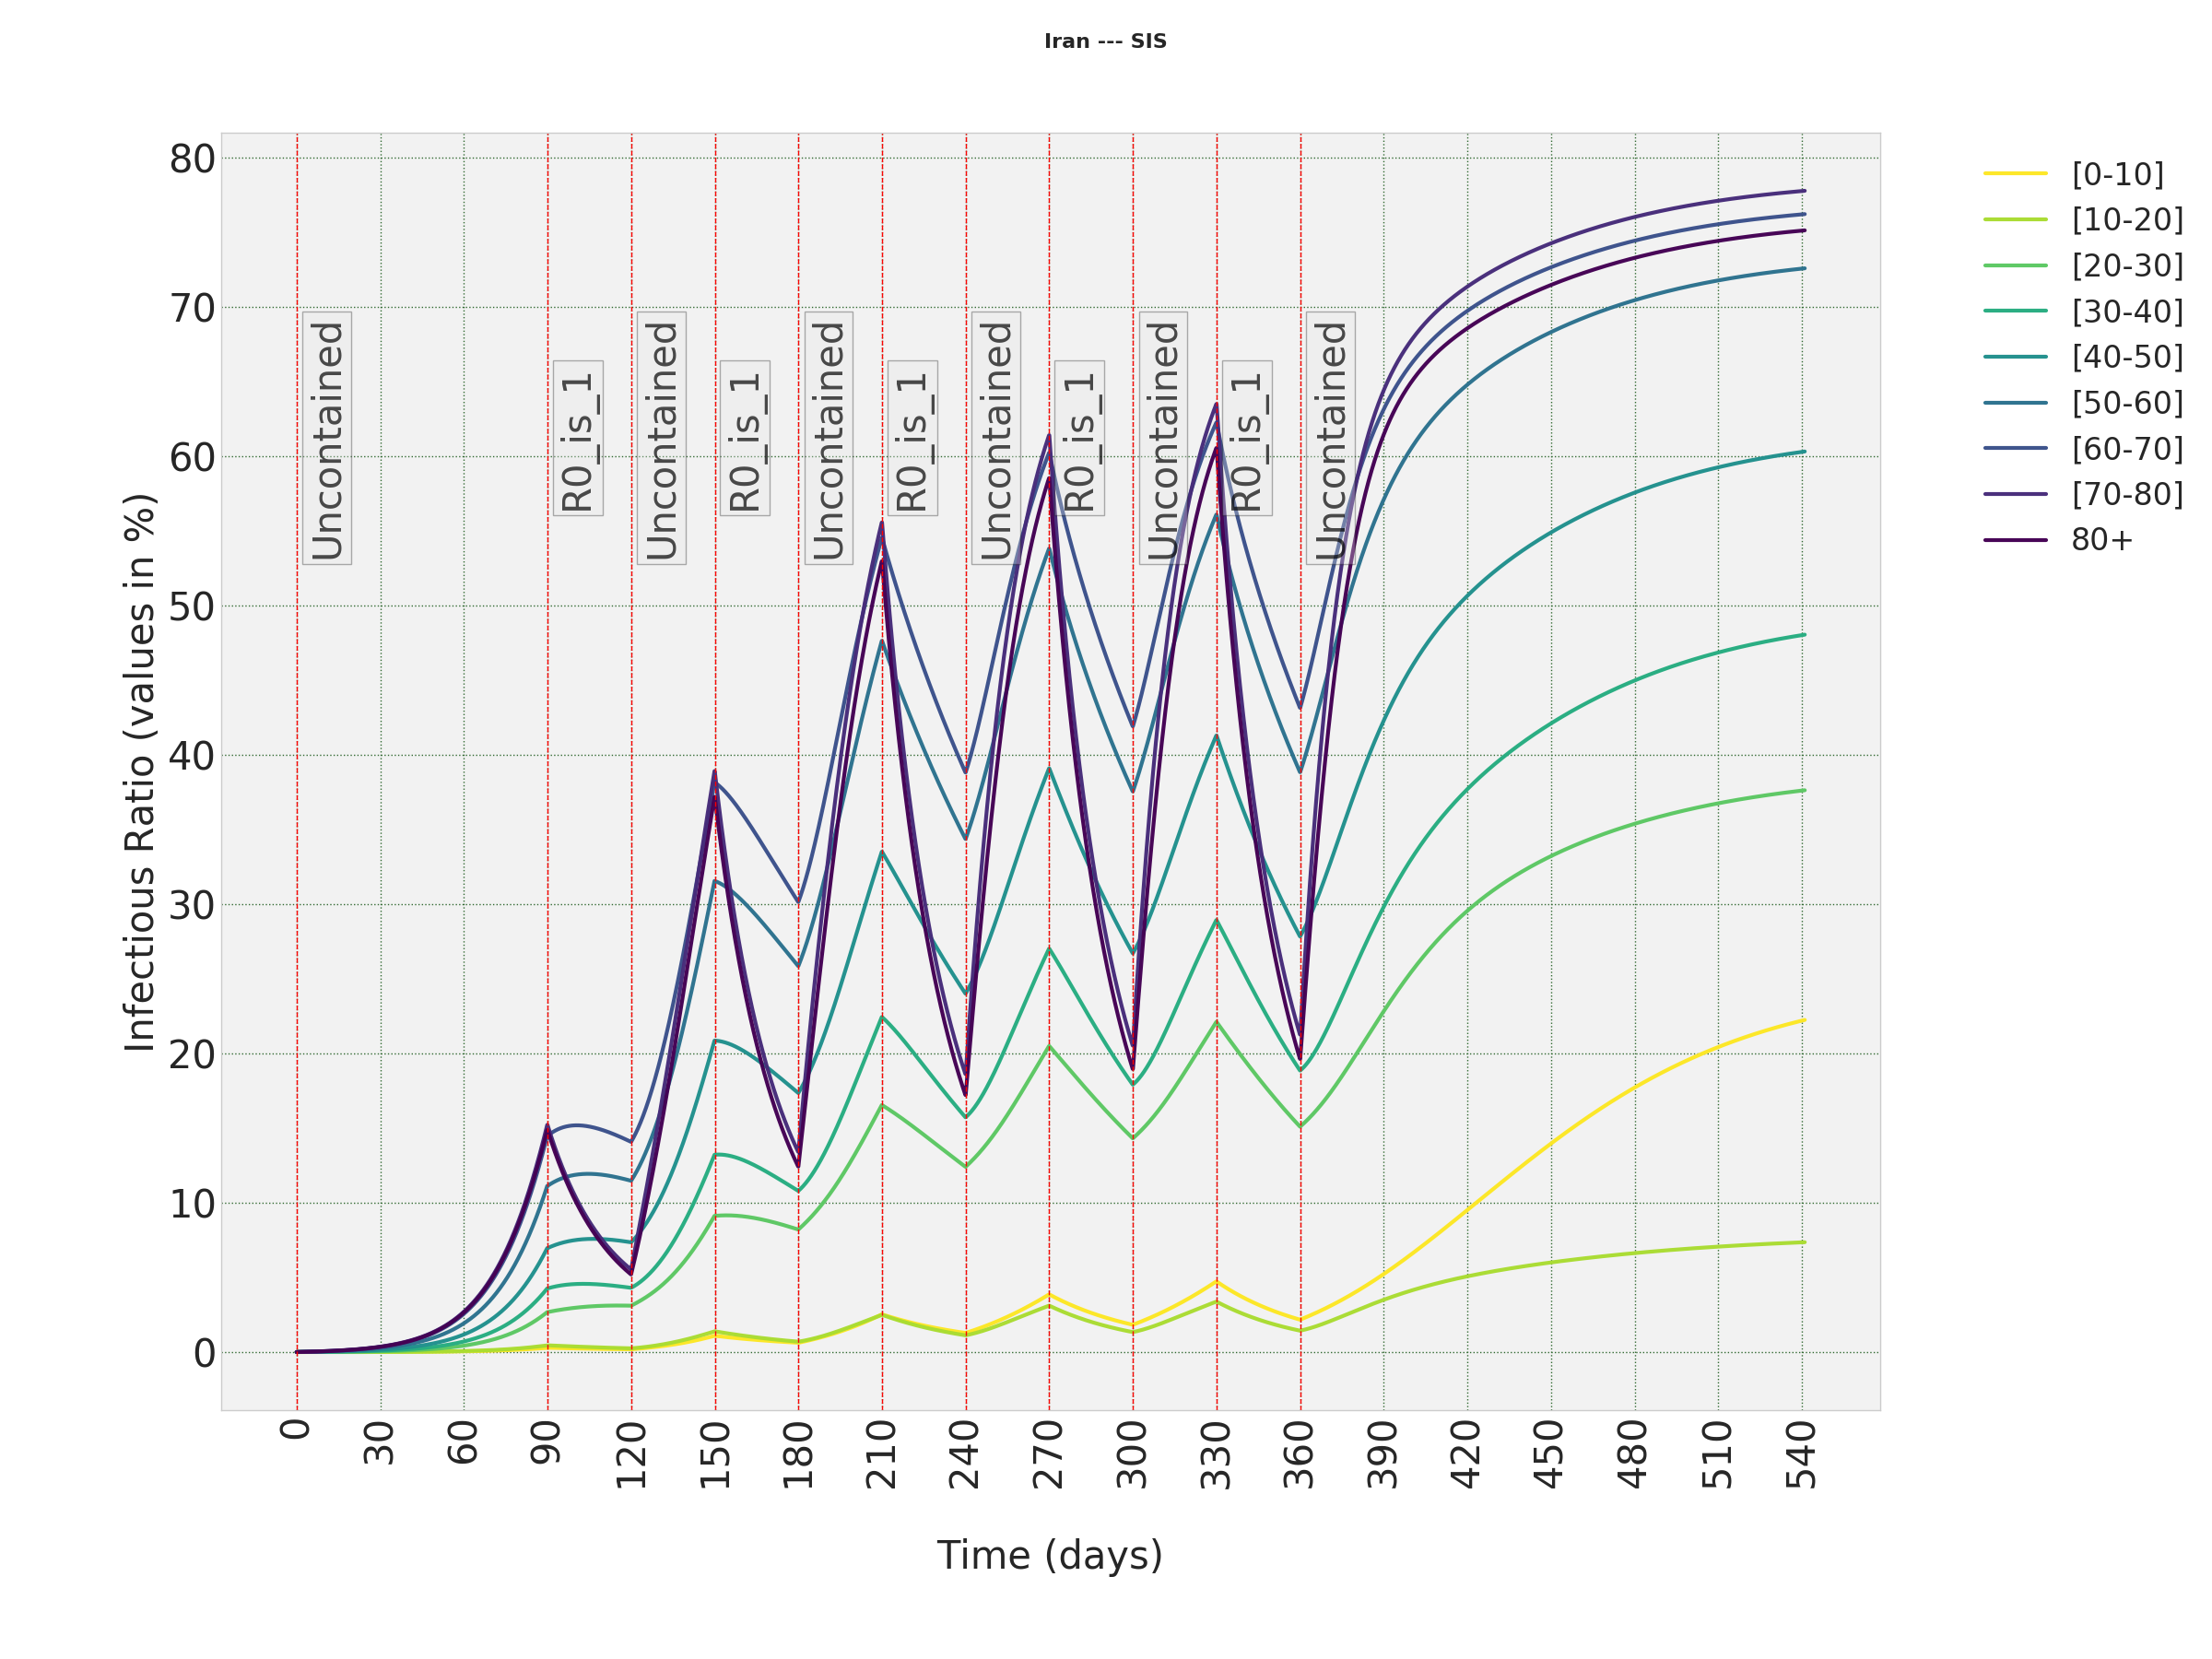 Iran --- SIS
Infectious Ratio (values in %)
80
70
60
50
40
30
20
10
0
Uncontained
R0_is_1
Uncontained
R0_is_1
Uncontained
R0_is_1
Uncontained
R0_is_1
Uncontained
R0_is_1
Uncontained
0
30
60
90
120
150
180
210
240
270
300
330
360
390
420
450
480
510
540
Time (days)
[0-10]
[10-20]
[20-30]
[30-40]
[40-50]
[50-60]
[60-70]
[70-80]
80+